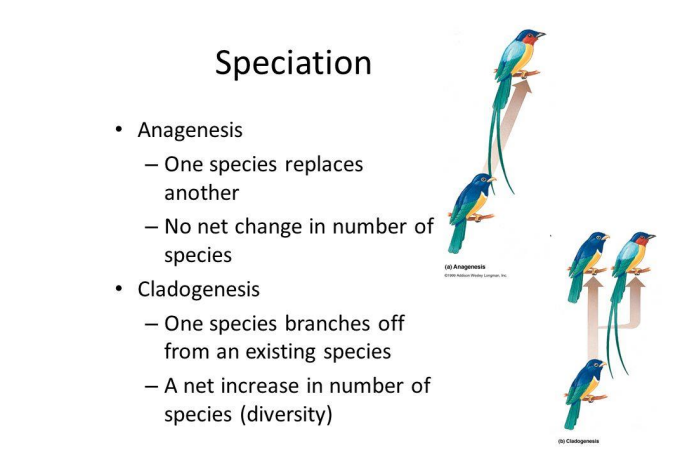 Speciation
• Anagenesis
– One species replaces
another
– No net change in number of
species
• Cladogenesis
– One species branches off
from an existing species
– A net increase in number of
species (diversity)
(a) Anagenesis
©1999 Addison Wesley Longman, Inc.
(b) Cladogenesis